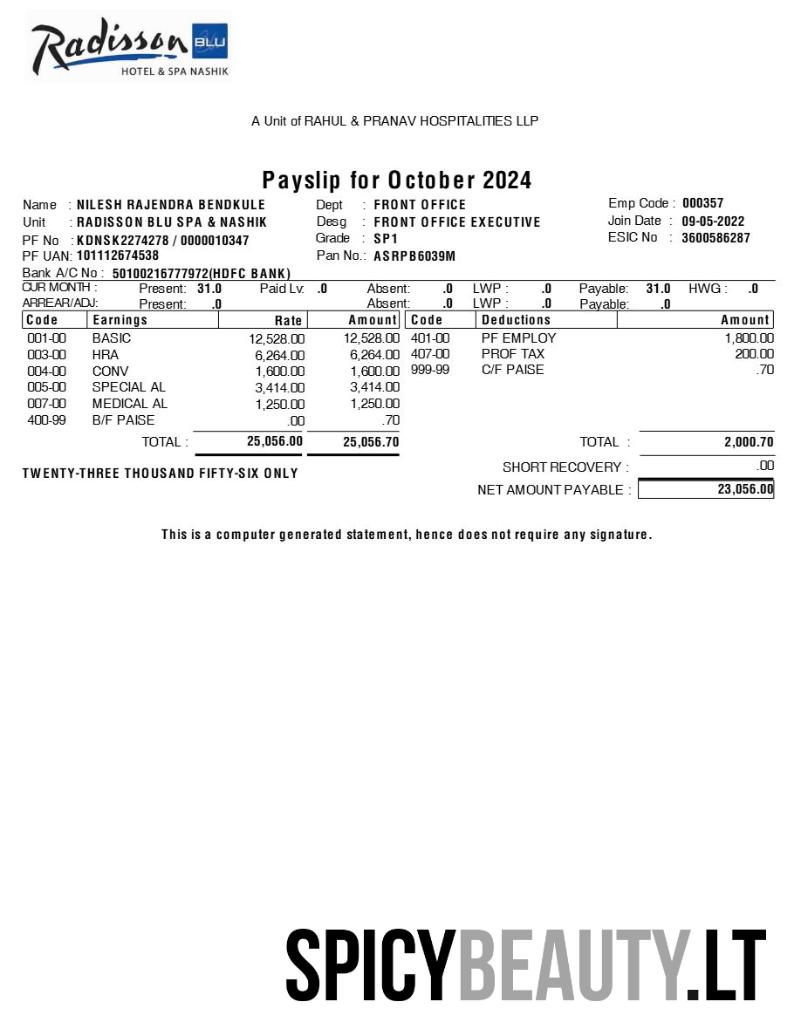 Radisson BLU
HOTEL & SPA NASHIK
A Unit of RAHUL & PRANAV HOSPITALITIES LLP
Payslip for October 2024
Name : NILESH RAJENDRA BENDKULE Dept : FRONT OFFICE Emp Code : 000357
Unit : RADISSON BLU SPA & NASHIK Desg : FRONT OFFICE EXECUTIVE Join Date : 09-05-2022
PF No : KDNSK2274278 / 0000010347 Grade : SP1 ESIC No : 3600586287
PF UAN: 101112674538 Pan No.: ASRPB6039M
Bank A/C No : 50100216777972(HDFC BANK)
CUR MONTH : Present: 31.0 Paid Lv: .0 Absent: .0 LWP : .0 Payable: 31.0 HWG : .0
ARREAR/ADJ: Present: .0 Absent: .0 LWP : .0 Payable: .0
Code Earnings Rate Amount Code Deductions Amount
001-00 BASIC 12,528.00 12,528.00 401-00 PF EMPLOY 1,800.00
003-00 HRA 6,264.00 6,264.00 407-00 PROF TAX 200.00
004-00 CONV 1,600.00 1,600.00 999-99 C/F PAISE .70
005-00 SPECIAL AL 3,414.00 3,414.00
007-00 MEDICAL AL 1,250.00 1,250.00
400-99 B/F PAISE .00 .70
TOTAL : 25,056.00 25,056.70 TOTAL : 2,000.70
SHORT RECOVERY : .00
TWENTY-THREE THOUSAND FIFTY-SIX ONLY
NET AMOUNT PAYABLE : 23,056.00
This is a computer generated statement, hence does not require any signature.
SPICYBEAUTY.LT